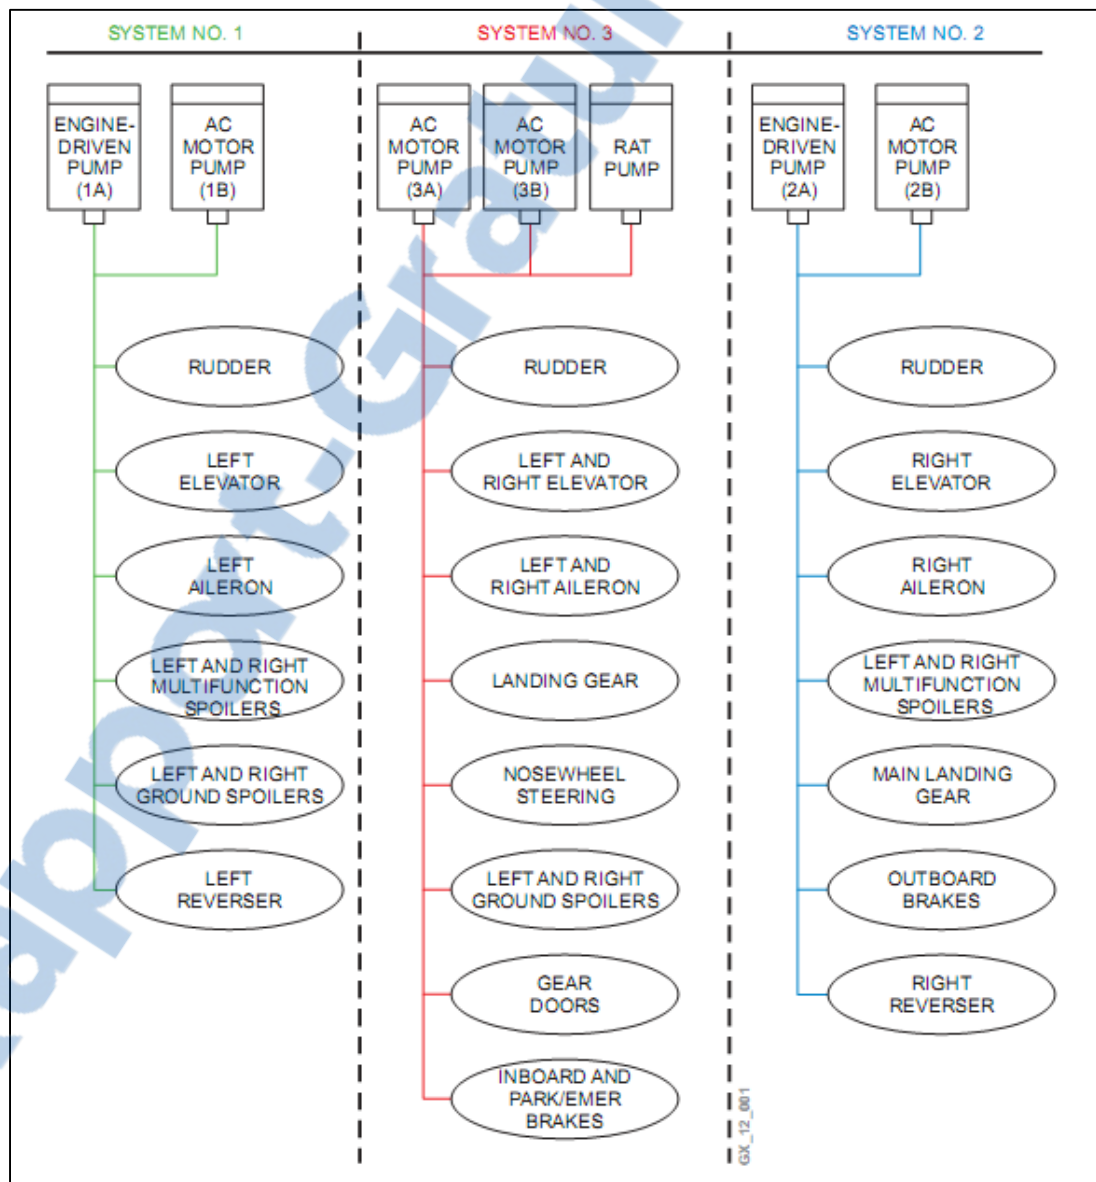 SYSTEM NO. 1
SYSTEM NO. 3
SYSTEM NO. 2
ENGINE-
DRIVEN
PUMP
(1A)
AC
MOTOR
PUMP
(1B)
AC
MOTOR
PUMP
(3A)
AC
MOTOR
PUMP
(3B)
RAT
PUMP
ENGINE-
DRIVEN
PUMP
(2A)
AC
MOTOR
PUMP
(2B)
RUDDER
LEFT
ELEVATOR
LEFT
AILERON
LEFT AND RIGHT
MULTIFUNCTION
SPOILERS
LEFT AND RIGHT
GROUND SPOILERS
LEFT
REVERSER
RUDDER
LEFT AND
RIGHT ELEVATOR
LEFT AND
RIGHT AILERON
LANDING GEAR
NOSEWHEEL
STEERING
LEFT AND RIGHT
GROUND SPOILERS
GEAR
DOORS
INBOARD AND
PARK/EMER
BRAKES
RUDDER
RIGHT
ELEVATOR
RIGHT
AILERON
LEFT AND RIGHT
MULTIFUNCTION
SPOILERS
MAIN LANDING
GEAR
OUTBOARD
BRAKES
RIGHT
REVERSER
GX_12_001